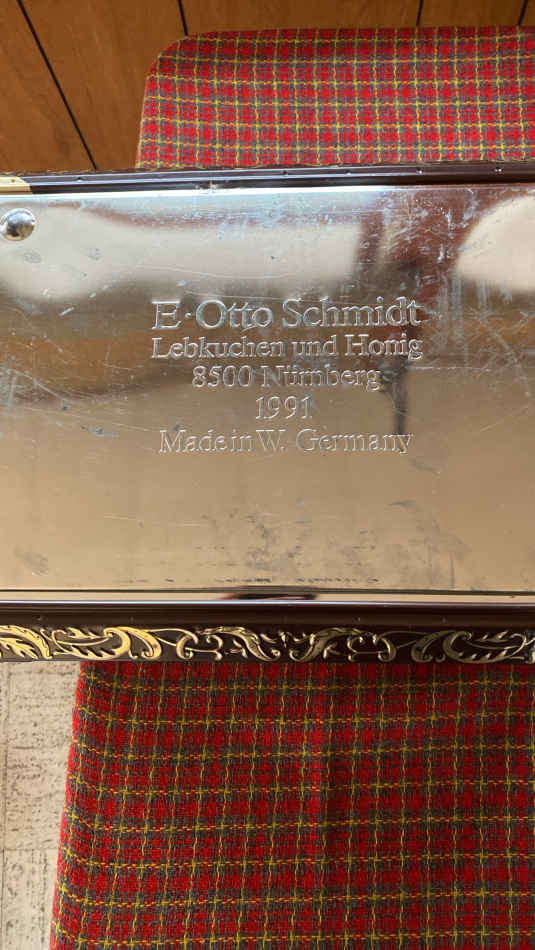 E·Otto Schmidt
Lebkuchen und Honig
8500 Nürnberg
1991
Made in W. Germany